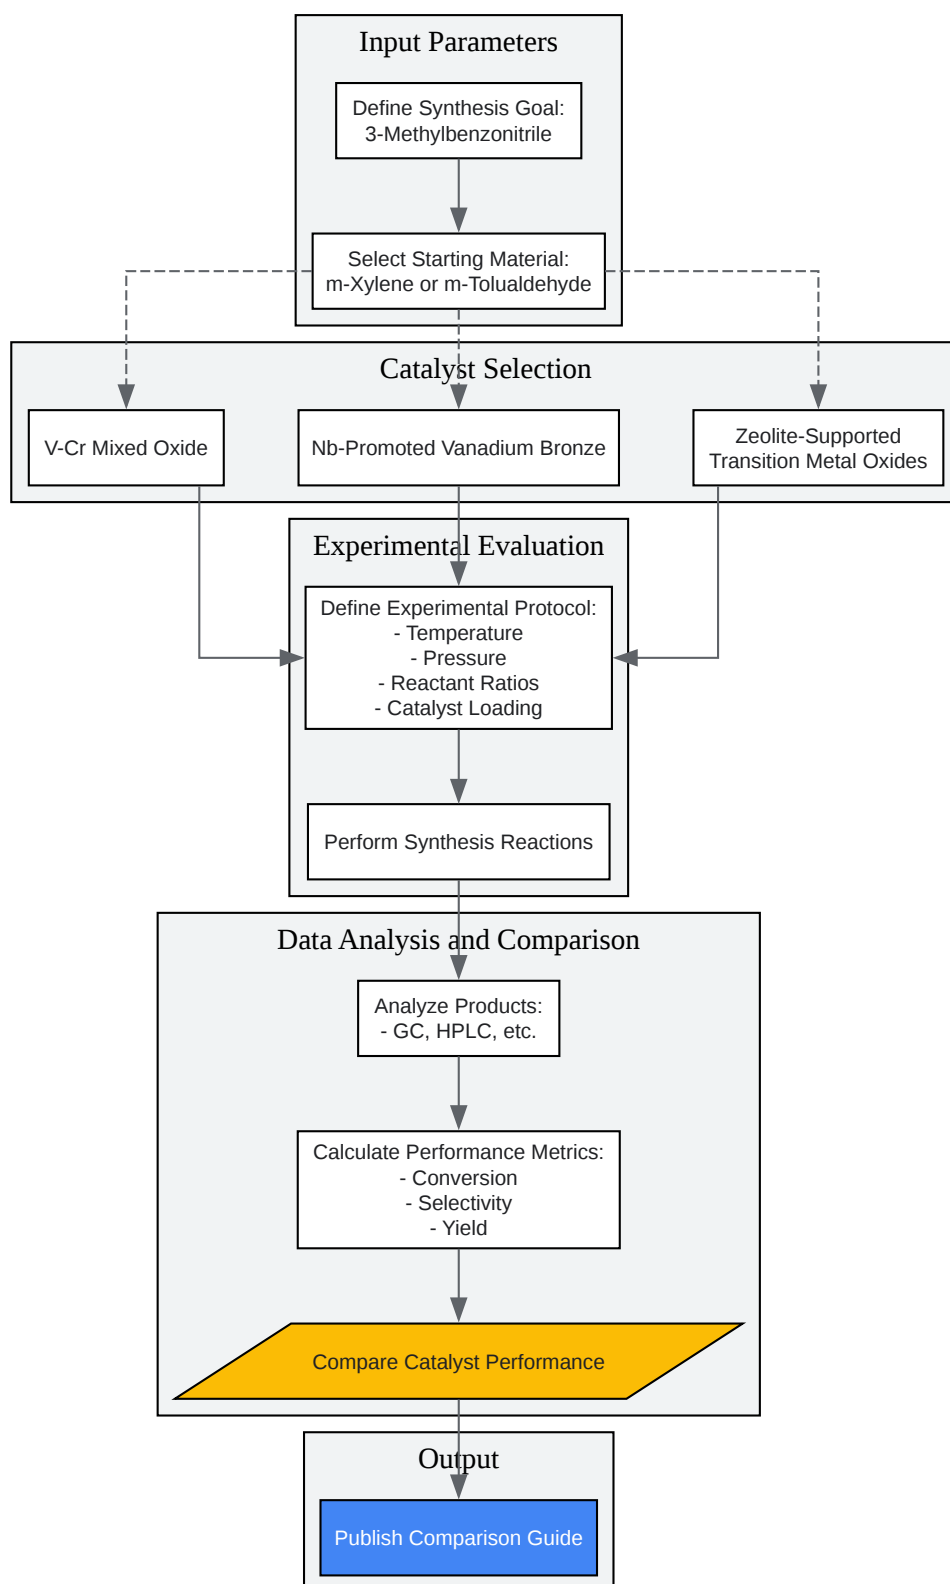 Input Parameters
Define Synthesis Goal:
3-Methylbenzonitrile
Select Starting Material:
m-Xylene or m-Tolualdehyde
Catalyst Selection
V-Cr Mixed Oxide
Nb-Promoted Vanadium Bronze
Zeolite-Supported
Transition Metal Oxides
Experimental Evaluation
Define Experimental Protocol:
- Temperature
- Pressure
- Reactant Ratios
- Catalyst Loading
Perform Synthesis Reactions
Data Analysis and Comparison
Analyze Products:
- GC, HPLC, etc.
Calculate Performance Metrics:
- Conversion
- Selectivity
- Yield
Compare Catalyst Performance
Output
Publish Comparison Guide